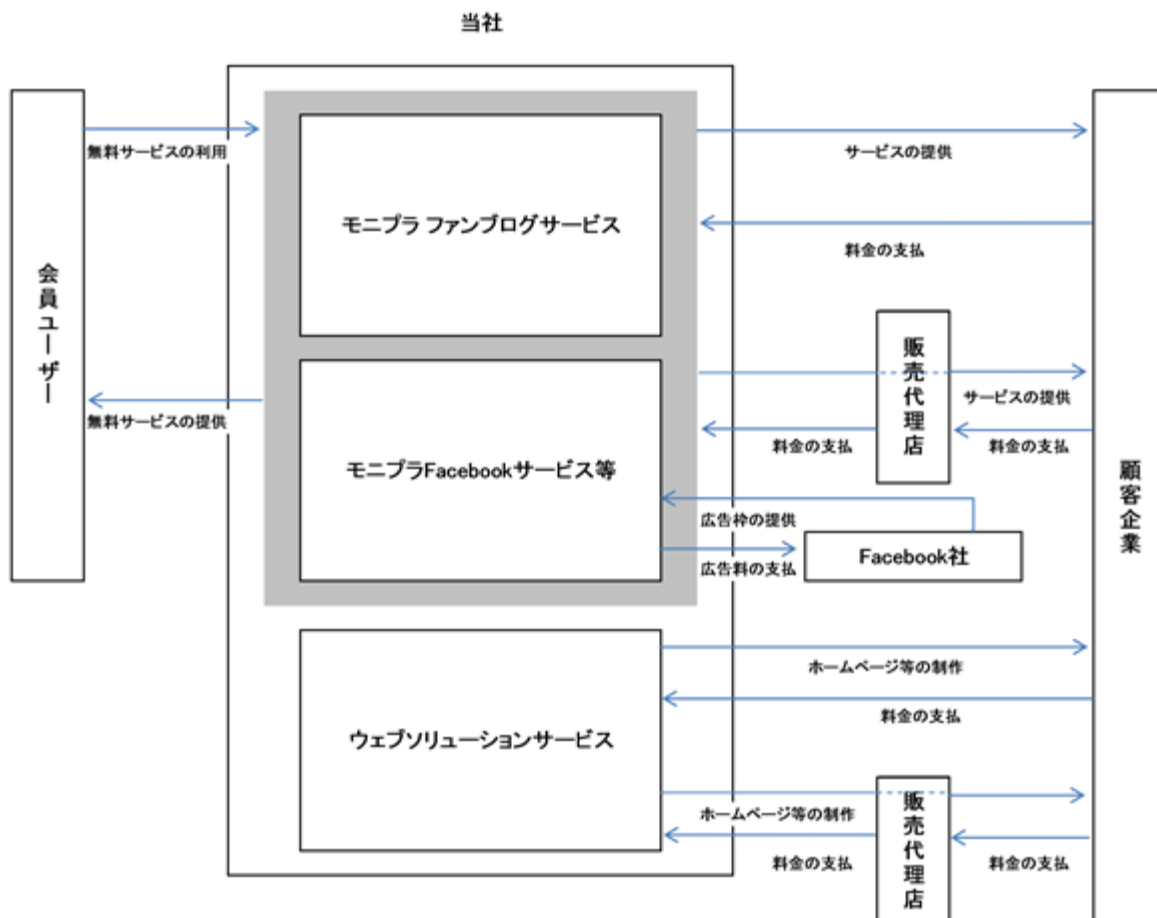 当社
会員ユーザー
無料サービスの利用
無料サービスの提供
モニプラ ファンブログサービス
モニプラFacebookサービス等
ウェブソリューションサービス
サービスの提供
料金の支払
販売代理店
サービスの提供
料金の支払
料金の支払
広告枠の提供
広告料の支払
Facebook社
顧客企業
ホームページ等の制作
料金の支払
ホームページ等の制作
料金の支払
販売代理店
料金の支払